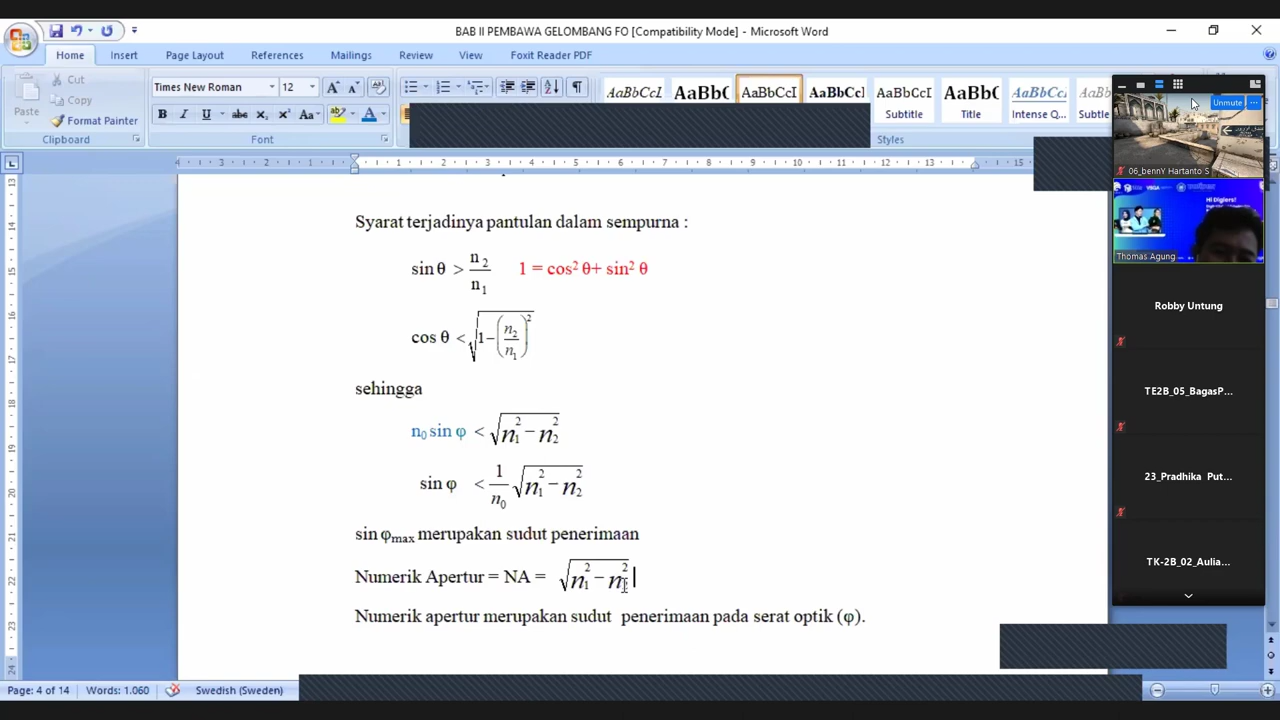 BAB II PEMBAWA GELOMBANG FO [Compatibility Mode] - Microsoft Word
Home Insert Page Layout References Mailings Review View Foxit Reader PDF
Cut
Copy
Format Painter
Paste
Clipboard
Times New Roman 12
Font
AaBbCcI AaBbC AaBbCcI AaBbCcI AaBbCcI AaBbC AaBbCcI AaBbCcI
Subtitle Title Intense Q... Subtle
Styles
Syarat terjadinya pantulan dalam sempurna :
sin θ > n₂/n₁ 1 = cos² θ+ sin² θ
cos θ < √(1−(n₂/n₁)²)
sehingga
n₀ sin φ < √(n₁² − n₂²)
sin φ < 1/n₀ √(n₁² − n₂²)
sin φmax merupakan sudut penerimaan
Numerik Apertur = NA = √(n₁² − n₂²)
Numerik apertur merupakan sudut penerimaan pada serat optik (φ).
Unmute
06_bennY Hartanto S
Hi Digiers!
Thomas Agung
Robby Untung
TE2B_05_BagasP...
23_Pradhika Put...
TK-2B_02_Aulia...
Page: 4 of 14 Words: 1.060 Swedish (Sweden)